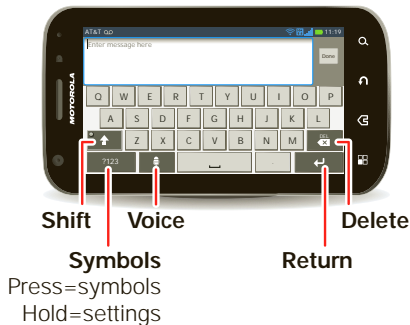 AT&T
11:19
Enter message here
Done
MOTOROLA
Q W E R T Y U I O P
A S D F G H J K L
Z X C V B N M DEL
?123 .
Shift Voice Delete
Symbols Return
Press=symbols
Hold=settings